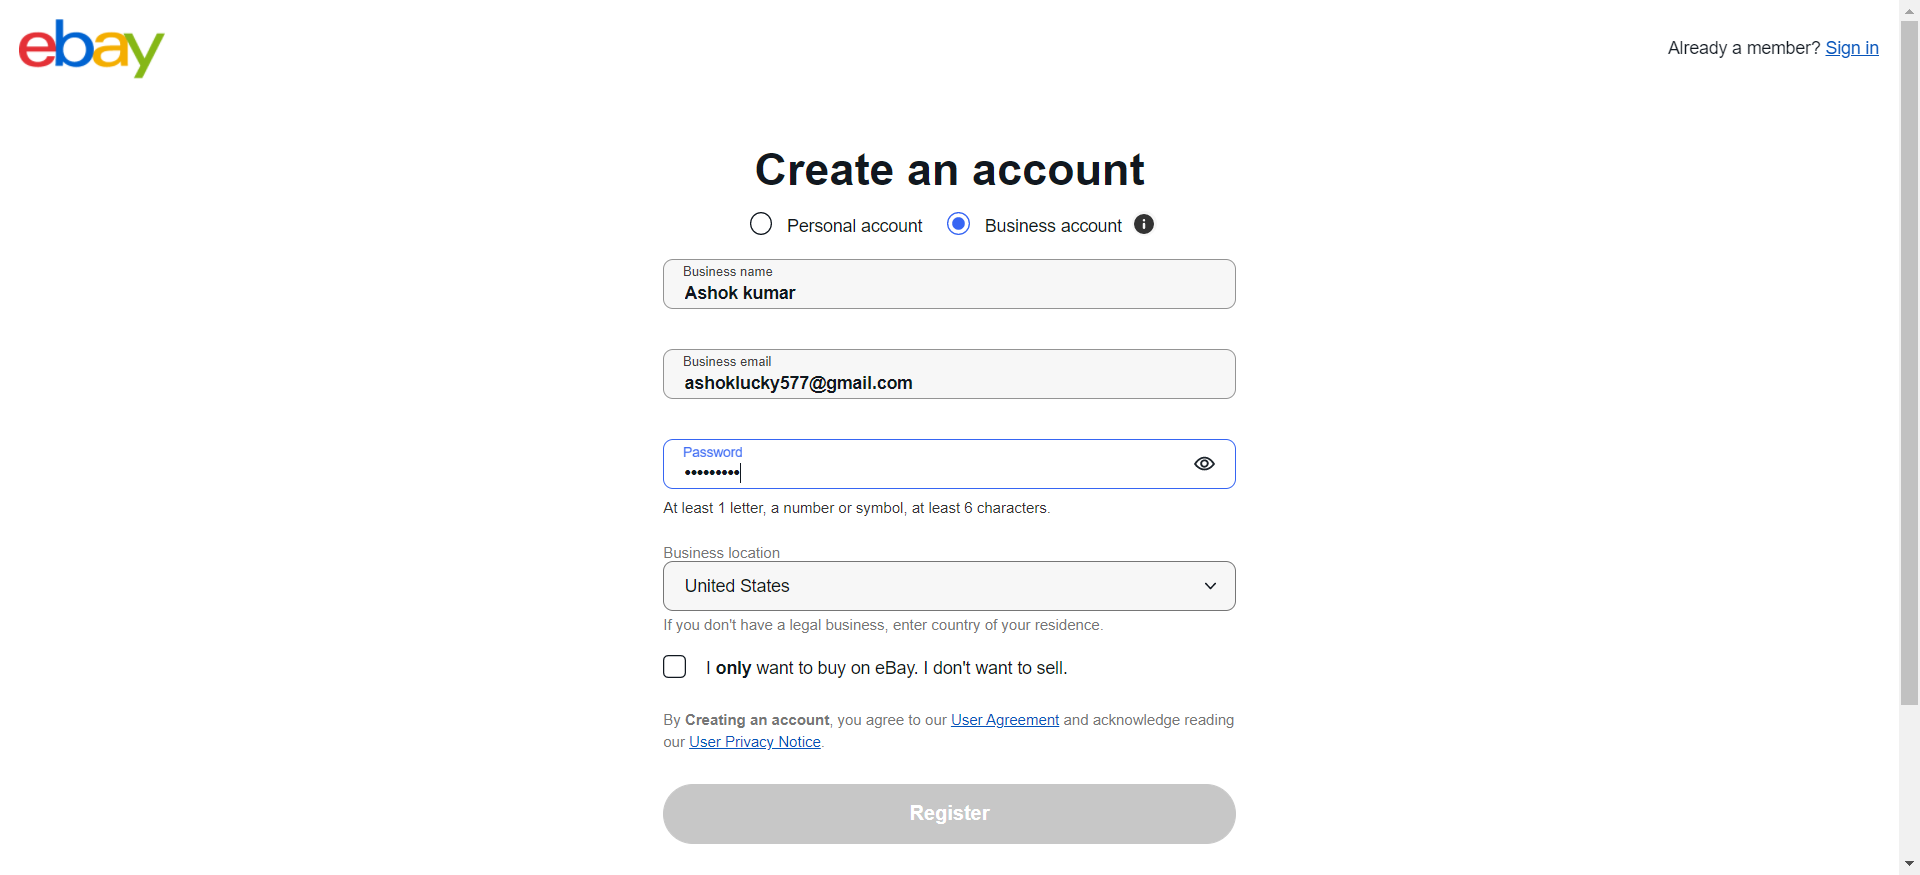 ebay
Already a member? Sign in
Create an account
Personal account Business account
Business name
Ashok kumar
Business email
ashoklucky577@gmail.com
Password
•••••••••
At least 1 letter, a number or symbol, at least 6 characters.
Business location
United States
If you don't have a legal business, enter country of your residence.
I only want to buy on eBay. I don't want to sell.
By Creating an account, you agree to our User Agreement and acknowledge reading
our User Privacy Notice.
Register